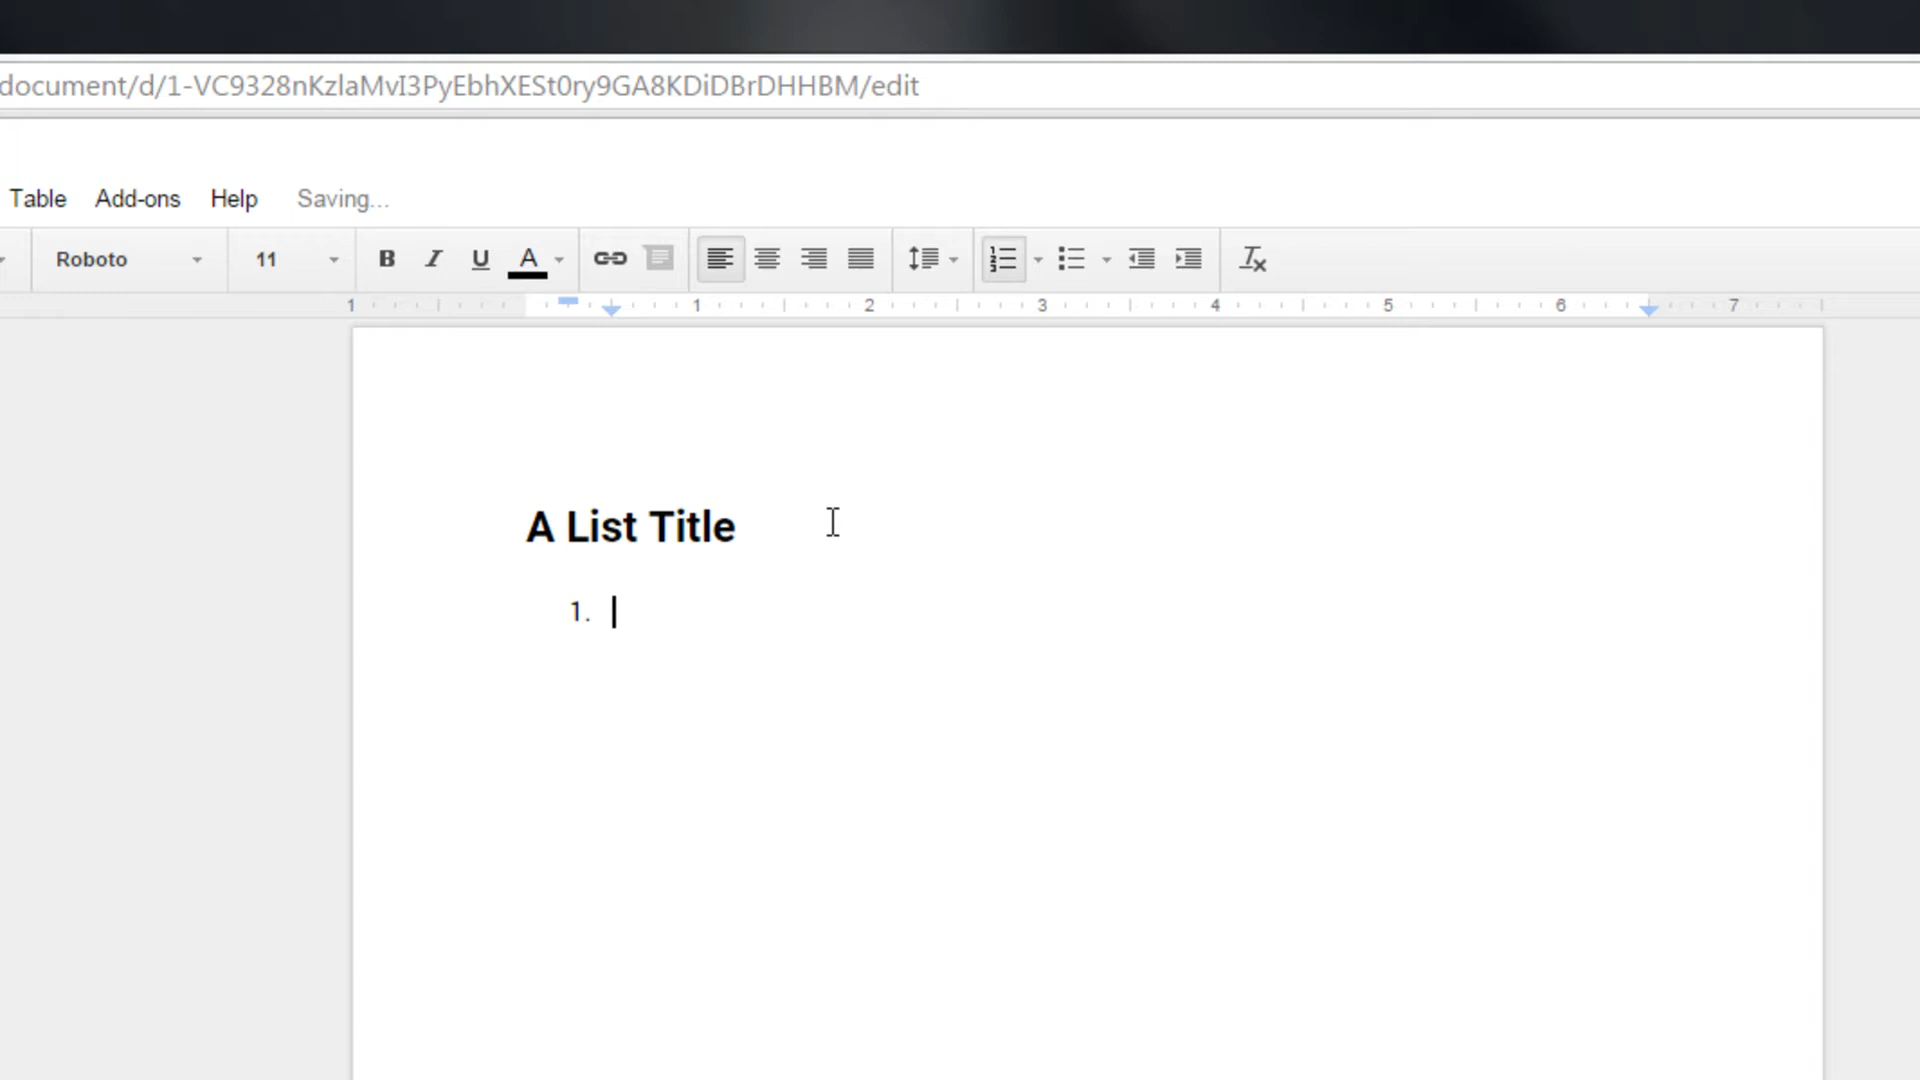 document/d/1-VC9328nKzlaMvI3PyEbhXESt0ry9GA8KDiDBrDHHBM/edit
Table Add-ons Help Saving...
Roboto 11 B I U A
1 1 2 3 4 5 6 7
A List Title
1.